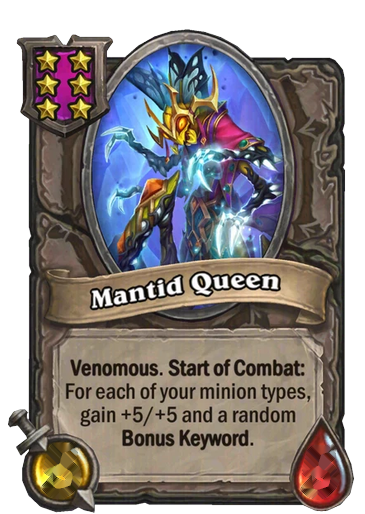 Mantid Queen
Venomous. Start of Combat:
For each of your minion types,
gain +5/+5 and a random
Bonus Keyword.